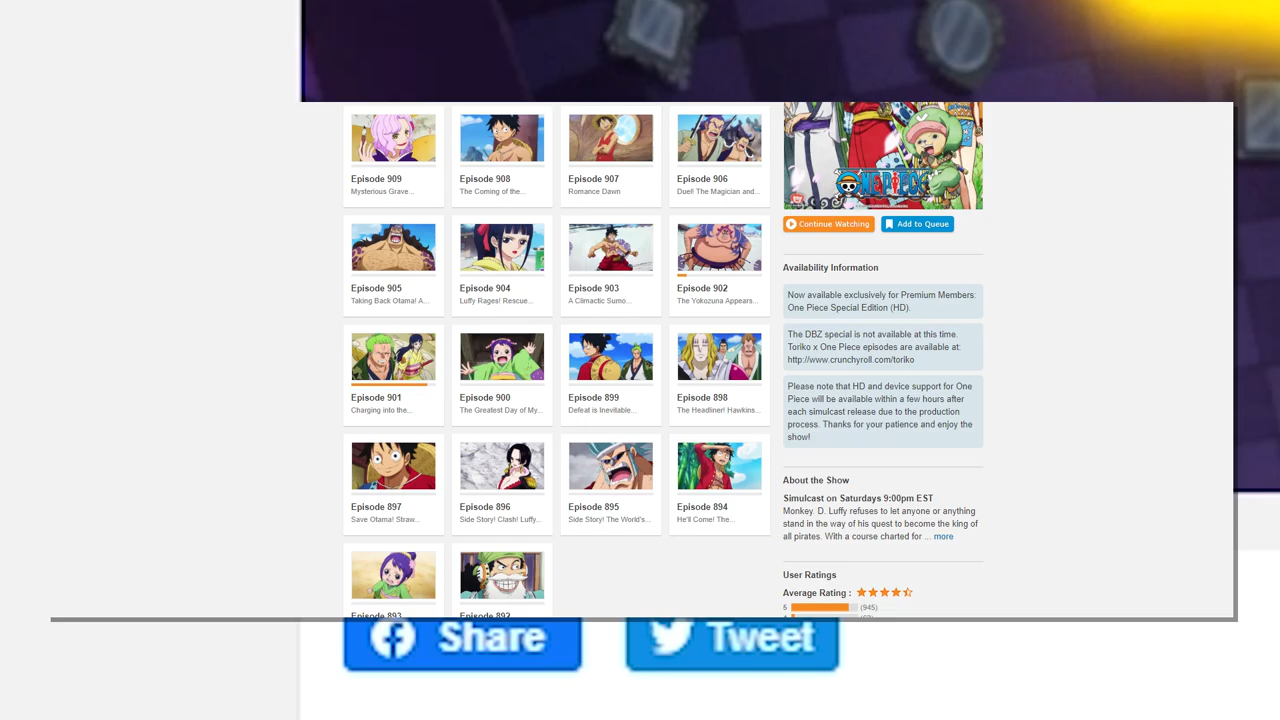 Episode 909
Mysterious Grave...
Episode 908
The Coming of the...
Episode 907
Romance Dawn
Episode 906
Duel! The Magician and...
Episode 905
Taking Back Otama! A...
Episode 904
Luffy Rages! Rescue...
Episode 903
A Climactic Sumo...
Episode 902
The Yokozuna Appears...
Episode 901
Charging into the...
Episode 900
The Greatest Day of My...
Episode 899
Defeat is Inevitable...
Episode 898
The Headliner! Hawkins...
Episode 897
Save Otama! Straw...
Episode 896
Side Story! Clash! Luffy...
Episode 895
Side Story! The World's...
Episode 894
He'll Come! The...
Episode 893
Episode 892
ONE PIECE
Continue Watching
Add to Queue
Availability Information
Now available exclusively for Premium Members:
One Piece Special Edition (HD).
The DBZ special is not available at this time.
Toriko x One Piece episodes are available at:
http://www.crunchyroll.com/toriko
Please note that HD and device support for One
Piece will be available within a few hours after
each simulcast release due to the production
process. Thanks for your patience and enjoy the
show!
About the Show
Simulcast on Saturdays 9:00pm EST
Monkey. D. Luffy refuses to let anyone or anything
stand in the way of his quest to become the king of
all pirates. With a course charted for ... more
User Ratings
Average Rating :
5 (945)
Share
Tweet